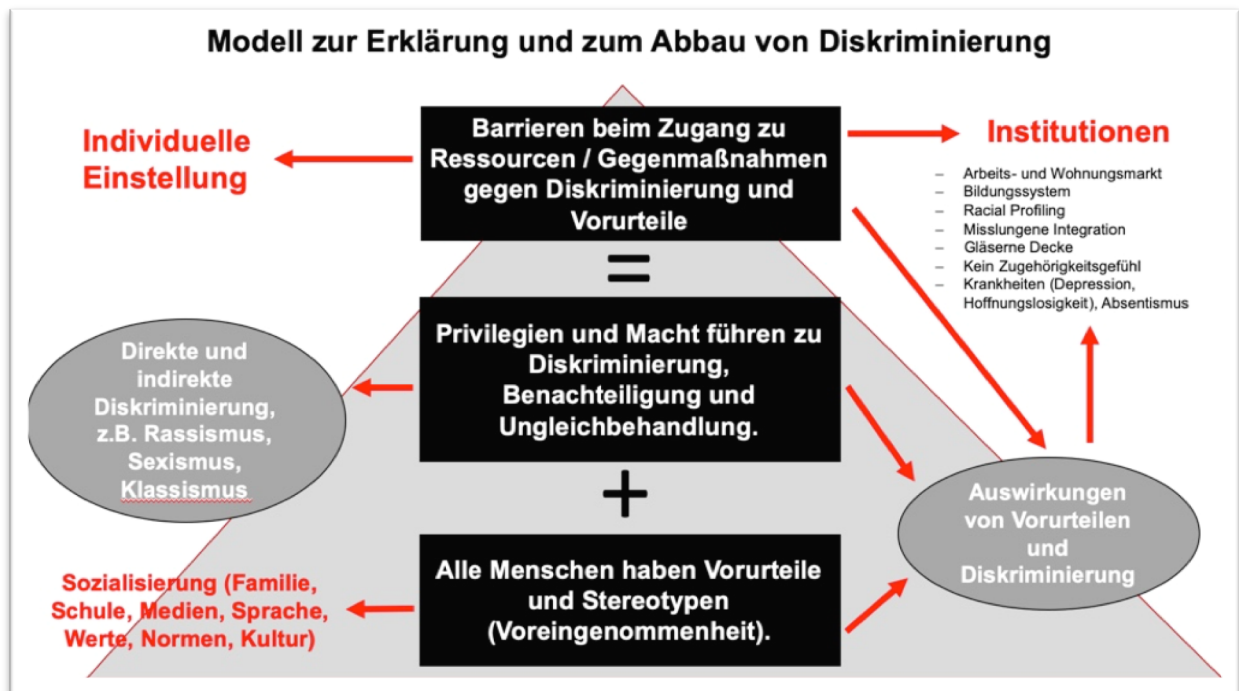 Modell zur Erklärung und zum Abbau von Diskriminierung
Individuelle
Einstellung
Barrieren beim Zugang zu
Ressourcen / Gegenmaßnahmen
gegen Diskriminierung und
Vorurteile
Institutionen
– Arbeits- und Wohnungsmarkt
– Bildungssystem
– Racial Profiling
– Misslungene Integration
– Gläserne Decke
– Kein Zugehörigkeitsgefühl
– Krankheiten (Depression,
Hoffnungslosigkeit), Absentismus
=
Direkte und
indirekte
Diskriminierung,
z.B. Rassismus,
Sexismus,
Klassismus
Privilegien und Macht führen zu
Diskriminierung,
Benachteiligung und
Ungleichbehandlung.
+
Auswirkungen
von Vorurteilen
und
Diskriminierung
Sozialisierung (Familie,
Schule, Medien, Sprache,
Werte, Normen, Kultur)
Alle Menschen haben Vorurteile
und Stereotypen
(Voreingenommenheit).